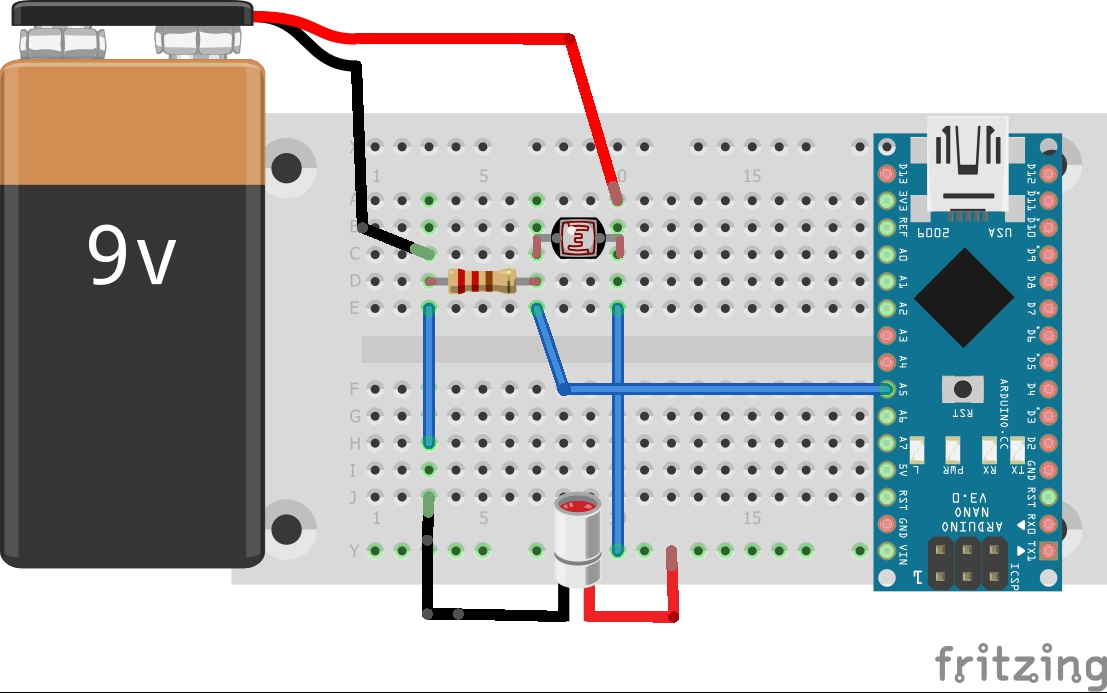 9v
X
1 5 10 15
A
B
C
D
E
F
G
H
I
J
1 5 10 15
Y
D13
3V3
REF
A0
A1
A2
A3
A4
A5
A6
A7
5V
RST
GND
VIN
D12
D11
D10
D9
D8
D7
D6
D5
D4
D3
D2
GND
RST
RX0
TX1
2009
USA
RST
ARDUINO.CC
L PWR RX TX
ARDUINO
NANO
V3.0
ICSP
1
fritzing